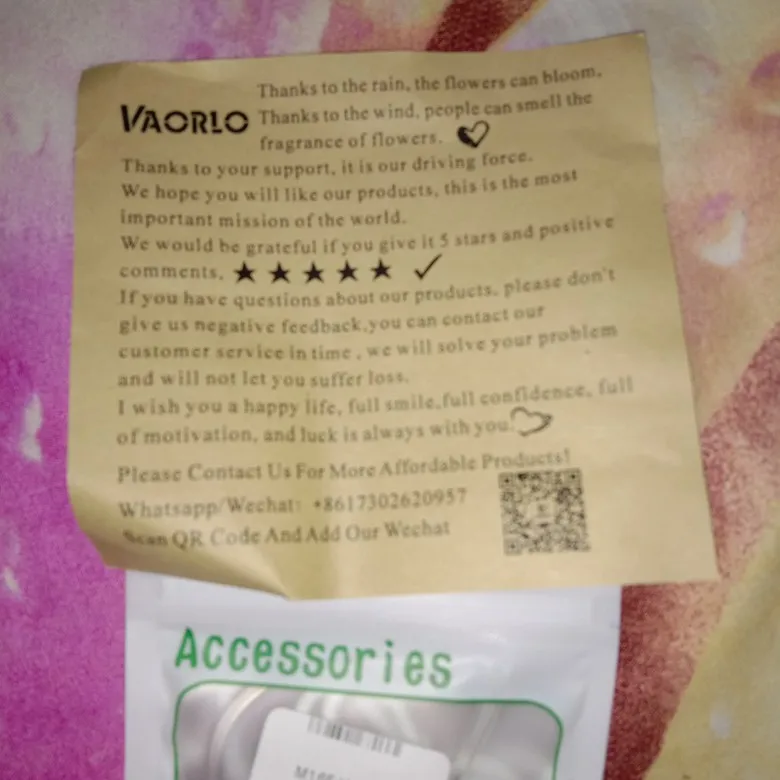 Thanks to the rain, the flowers can bloom.
VAORLO
Thanks to the wind, people can smell the
fragrance of flowers.
Thanks to your support, it is our driving force.
We hope you will like our products, this is the most
important mission of the world.
We would be grateful if you give it 5 stars and positive
comments. ★★★★★ ✓
If you have questions about our products, please don't
give us negative feedback,you can contact our
customer service in time , we will solve your problem
and will not let you suffer loss.
I wish you a happy life, full smile,full confidence, full
of motivation, and luck is always with you.
Please Contact Us For More Affordable Products!
Whatsapp/Wechat: +8617302620957
Scan QR Code And Add Our Wechat
Accessories